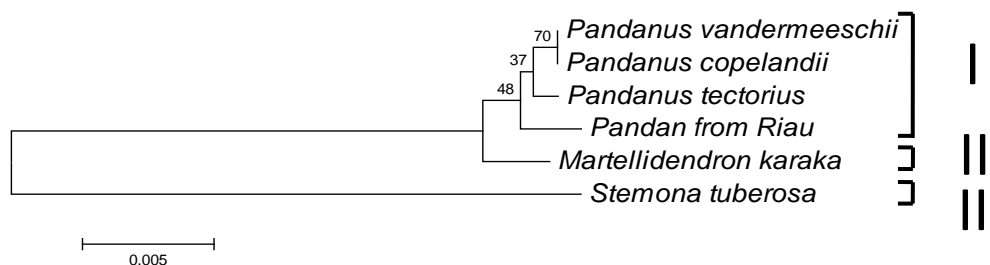 70
Pandanus vandermeeschii
37
Pandanus copelandii
I
48
Pandanus tectorius
Pandan from Riau
Martellidendron karaka
II
Stemona tuberosa
II
0.005